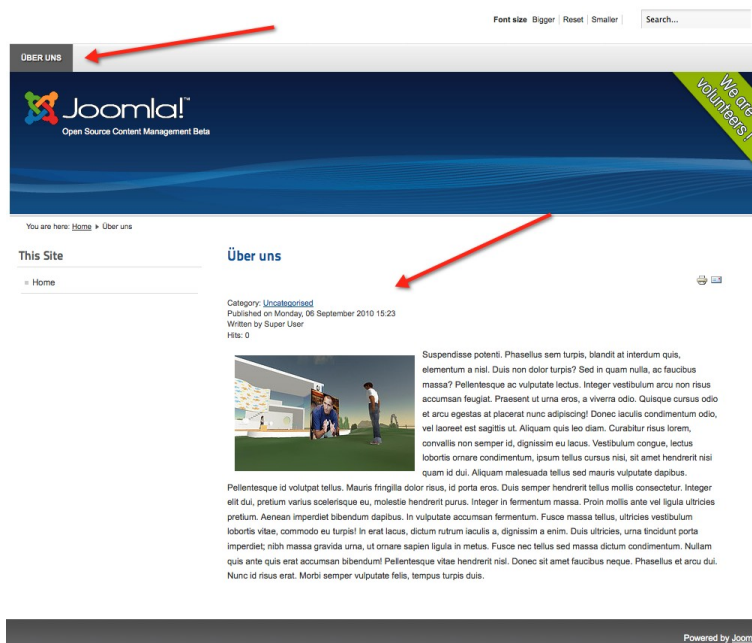 Font size Bigger Reset Smaller Search...
ÜBER UNS
Joomla!™
Open Source Content Management Beta
We are
volunteers !
You are here: Home Über uns
This Site
Home
Über uns
Category: Uncategorised
Published on Monday, 06 September 2010 15:23
Written by Super User
Hits: 0
Suspendisse potenti. Phasellus sem turpis, blandit at interdum quis,
elementum a nisl. Duis non dolor turpis? Sed in quam nulla, ac faucibus
massa? Pellentesque ac vulputate lectus. Integer vestibulum arcu non risus
accumsan feugiat. Praesent ut urna eros, a viverra odio. Quisque cursus odio
et arcu egestas at placerat nunc adipiscing! Donec iaculis condimentum odio,
vel laoreet est sagittis ut. Aliquam quis leo diam. Curabitur risus lorem,
convallis non semper id, dignissim eu lacus. Vestibulum congue, lectus
lobortis ornare condimentum, ipsum tellus cursus nisi, sit amet hendrerit nisi
quam id dui. Aliquam malesuada tellus sed mauris vulputate dapibus.
Pellentesque id volutpat tellus. Mauris fringilla dolor risus, id porta eros. Duis semper hendrerit tellus mollis consectetur. Integer
elit dui, pretium varius scelerisque eu, molestie hendrerit purus. Integer in fermentum massa. Proin mollis ante vel ligula ultricies
pretium. Aenean imperdiet bibendum dapibus. In vulputate accumsan fermentum. Fusce massa tellus, ultricies vestibulum
lobortis vitae, commodo eu turpis! In erat lacus, dictum rutrum iaculis a, dignissim a enim. Duis ultricies, urna tincidunt porta
imperdiet; nibh massa gravida urna, ut ornare sapien ligula in metus. Fusce nec tellus sed massa dictum condimentum. Nullam
quis ante quis erat accumsan bibendum! Pellentesque vitae hendrerit nisl. Donec sit amet faucibus neque. Phasellus et arcu dui.
Nunc id risus erat. Morbi semper vulputate felis, tempus turpis duis.
Powered by Joom